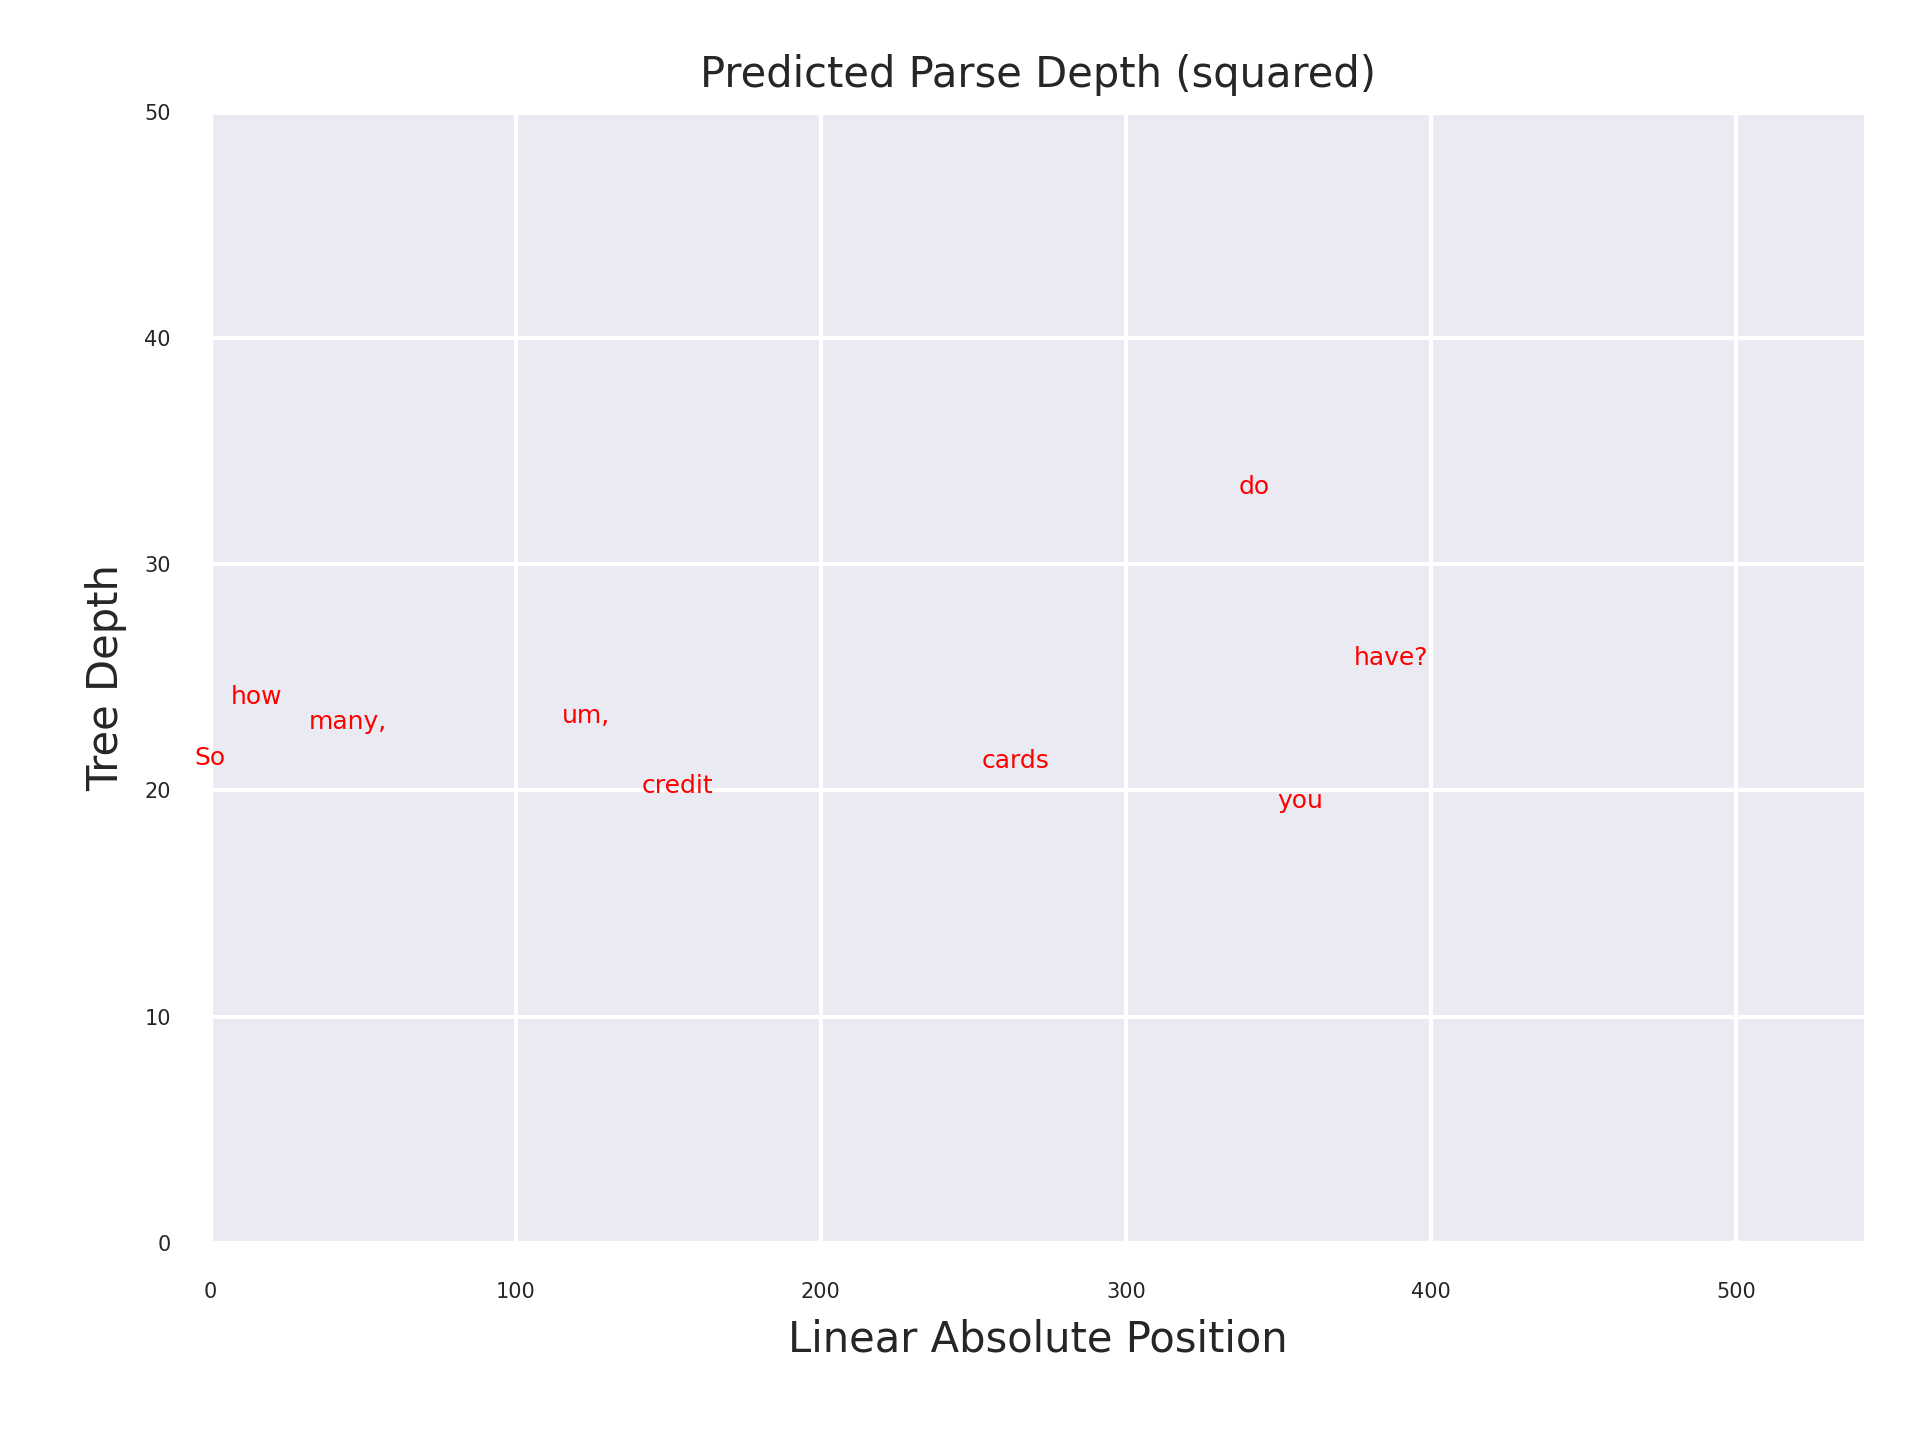 Predicted Parse Depth (squared)
50
40
30
20
10
0
Tree Depth
So
how
many,
um,
credit
cards
do
you
have?
0 100 200 300 400 500
Linear Absolute Position